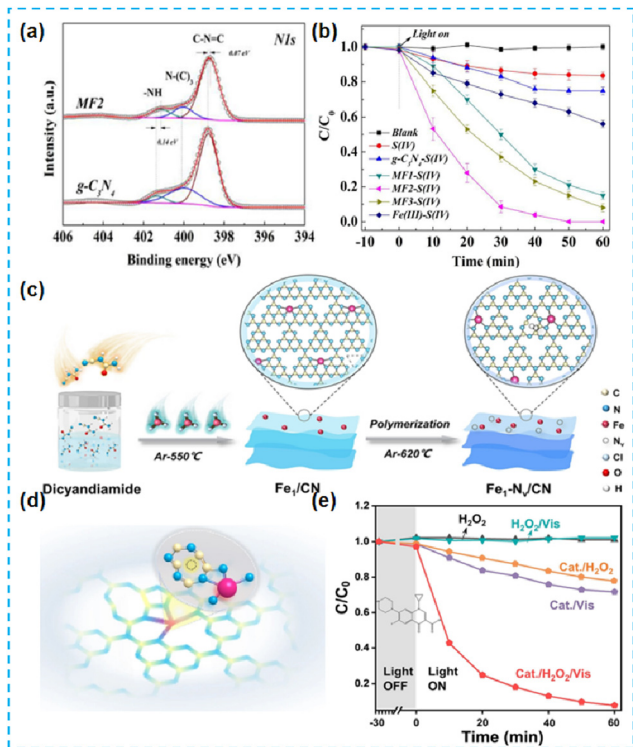 (a)
N1s
C-N=C
0.07 eV
N-(C)3
-NH
MF2
0.14 eV
g-C3N4
Intensity (a.u.)
406 404 402 400 398 396 394
Binding energy (eV)
(b)
Light on
C/C0
1.0
0.8
0.6
0.4
0.2
0.0
Blank
S(IV)
g-C3N4-S(IV)
MF1-S(IV)
MF2-S(IV)
MF3-S(IV)
Fe(III)-S(IV)
-10 0 10 20 30 40 50 60
Time (min)
(c)
Dicyandiamide
Ar-550℃
Fe1/CN
Polymerization
Ar-620℃
Fe1-Nv/CN
C
N
Fe
Nv
Cl
O
H
(d)
(e)
C/C0
1.2
1.0
0.8
0.6
0.4
0.2
H2O2
H2O2/Vis
Cat./H2O2
Cat./Vis
Cat./H2O2/Vis
Light
OFF
Light
ON
-30 0 10 20 30 40 50 60
Time (min)